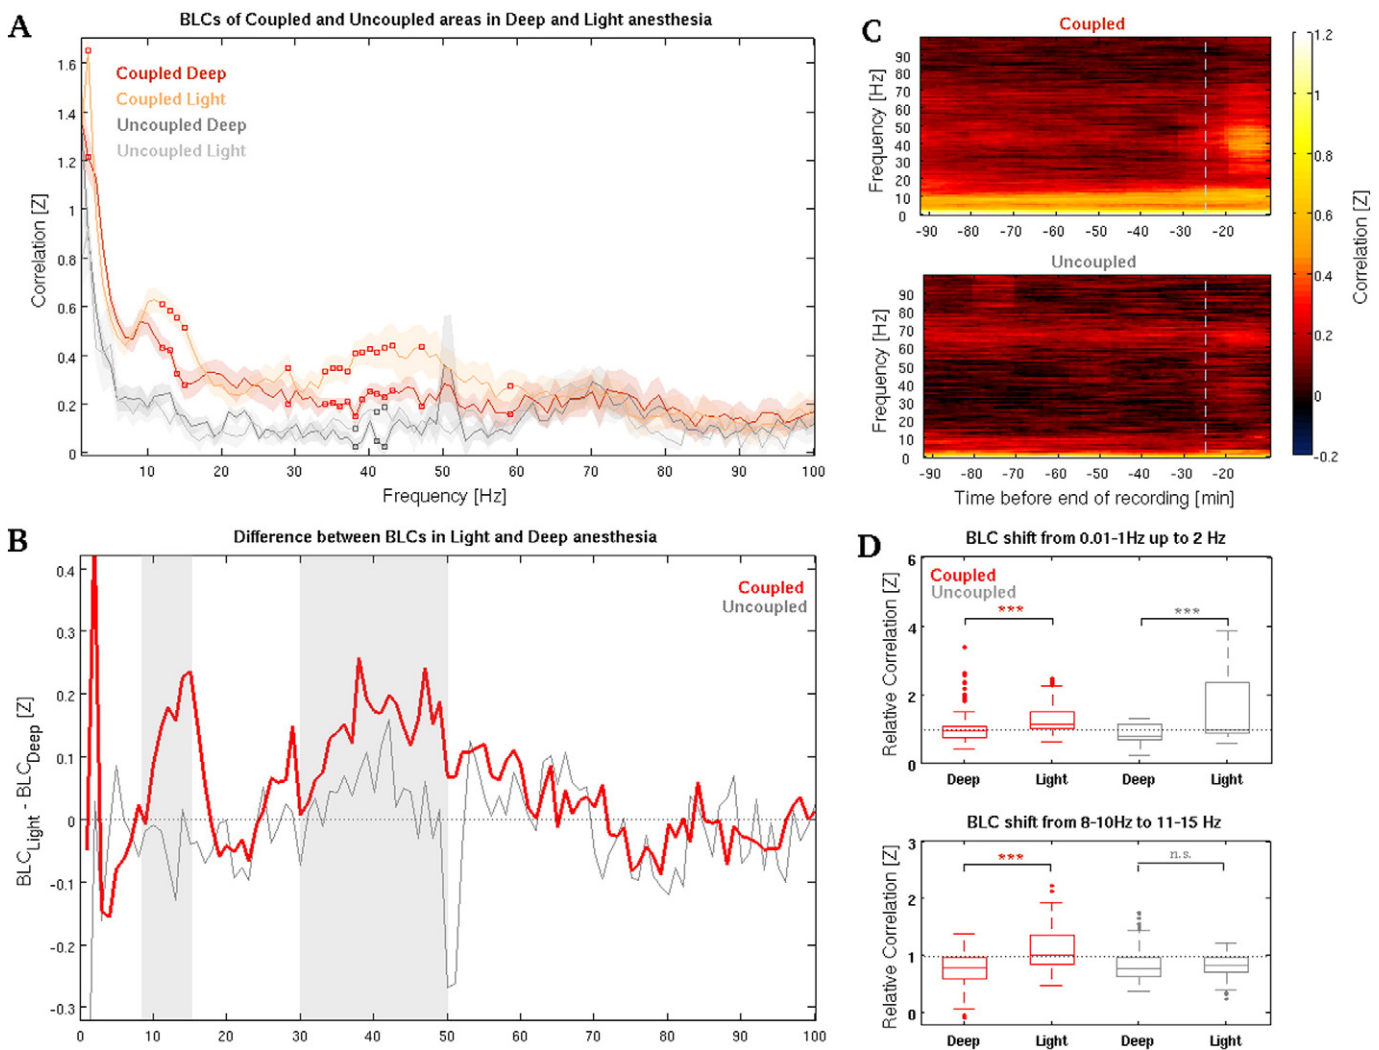 A
BLCs of Coupled and Uncoupled areas in Deep and Light anesthesia
Coupled Deep
Coupled Light
Uncoupled Deep
Uncoupled Light
Correlation [Z]
1.6
1.4
1.2
1
0.8
0.6
0.4
0.2
0
10 20 30 40 50 60 70 80 90 100
Frequency [Hz]
B
Difference between BLCs in Light and Deep anesthesia
Coupled
Uncoupled
BLCLight - BLCDeep [Z]
0.4
0.3
0.2
0.1
0
-0.1
-0.2
-0.3
0 10 20 30 40 50 60 70 80 90 100
C
Coupled
Frequency [Hz]
90
80
70
60
50
40
30
20
10
0
-90 -80 -70 -60 -50 -40 -30 -20
Uncoupled
Frequency [Hz]
90
80
70
60
50
40
30
20
10
0
-90 -80 -70 -60 -50 -40 -30 -20
Time before end of recording [min]
1.2
1
0.8
0.6
0.4
0.2
0
-0.2
Correlation [Z]
D
BLC shift from 0.01-1Hz up to 2 Hz
Coupled
Uncoupled
Relative Correlation [Z]
6
4
2
0
*** ***
Deep Light Deep Light
BLC shift from 8-10Hz to 11-15 Hz
Relative Correlation [Z]
3
2
1
0
*** n.s.
Deep Light Deep Light